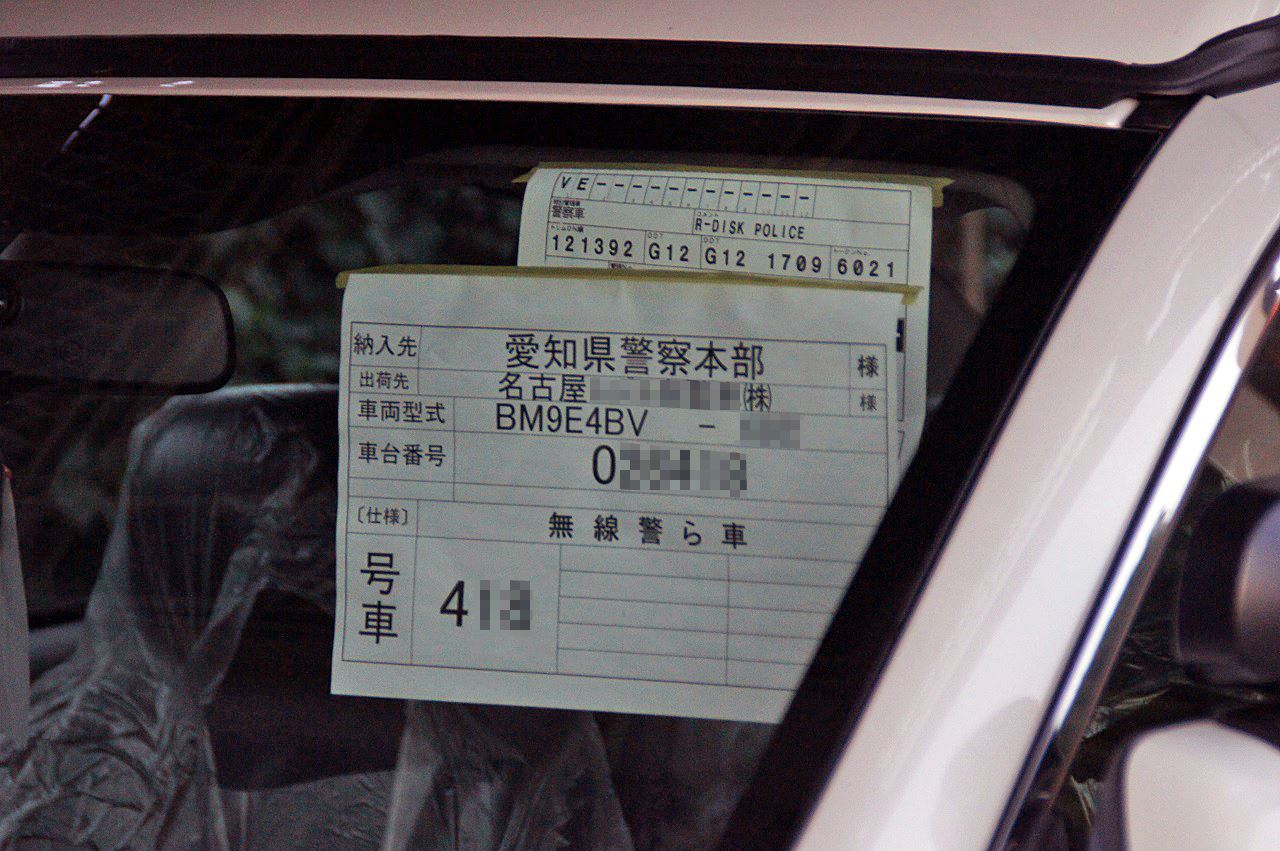 VE-----------
警察車
R-DISK POLICE
121392 G12 G12 1709 6021
納入先 愛知県警察本部 様
出荷先 名古屋 ㈱ 様
車両型式 BM9E4BV -
車台番号 0
〔仕様〕 無線警ら車
号車 4